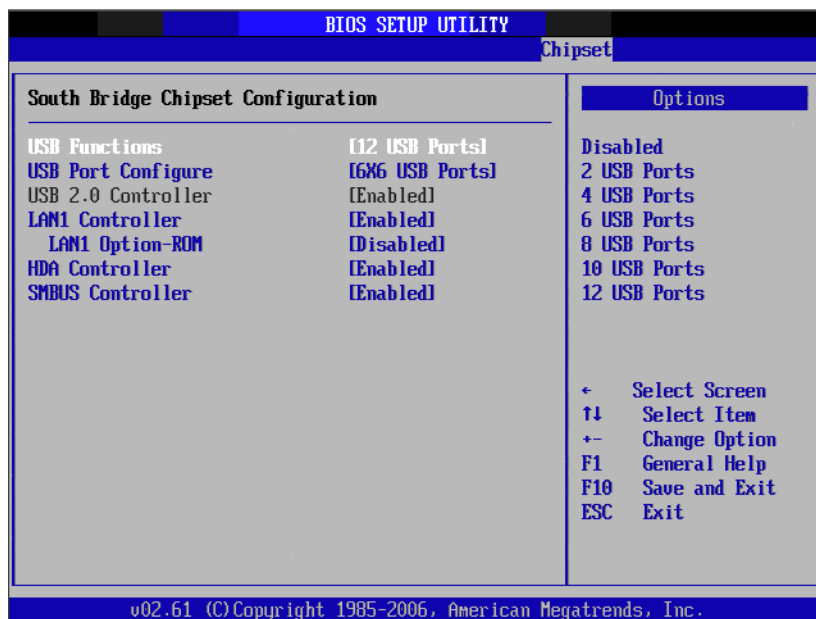 BIOS SETUP UTILITY
Chipset
South Bridge Chipset Configuration
USB Functions [12 USB Ports]
USB Port Configure [6X6 USB Ports]
USB 2.0 Controller [Enabled]
LAN1 Controller [Enabled]
LAN1 Option-ROM [Disabled]
HDA Controller [Enabled]
SMBUS Controller [Enabled]
Options
Disabled
2 USB Ports
4 USB Ports
6 USB Ports
8 USB Ports
10 USB Ports
12 USB Ports
← Select Screen
↑↓ Select Item
+- Change Option
F1 General Help
F10 Save and Exit
ESC Exit
v02.61 (C)Copyright 1985-2006, American Megatrends, Inc.